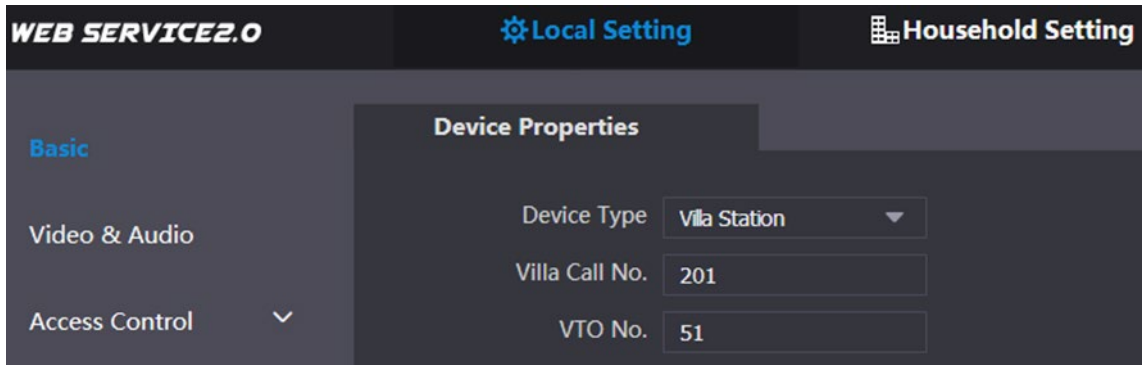 WEB SERVICE2.0 Local Setting Household Setting
Basic
Device Properties
Video & Audio
Device Type Villa Station
Villa Call No. 201
Access Control
VTO No. 51